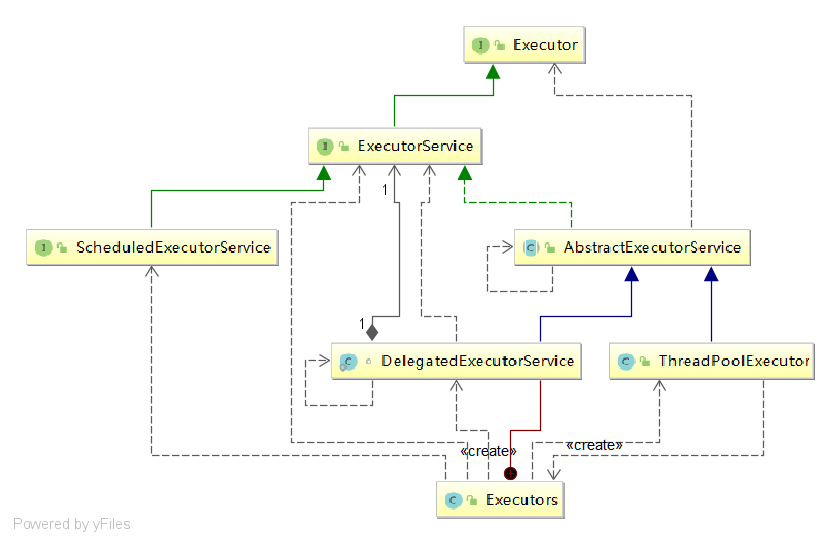 Executor
ExecutorService
1
ScheduledExecutorService
AbstractExecutorService
1
DelegatedExecutorService
ThreadPoolExecutor
«create»
«create»
Executors
Powered by yFiles